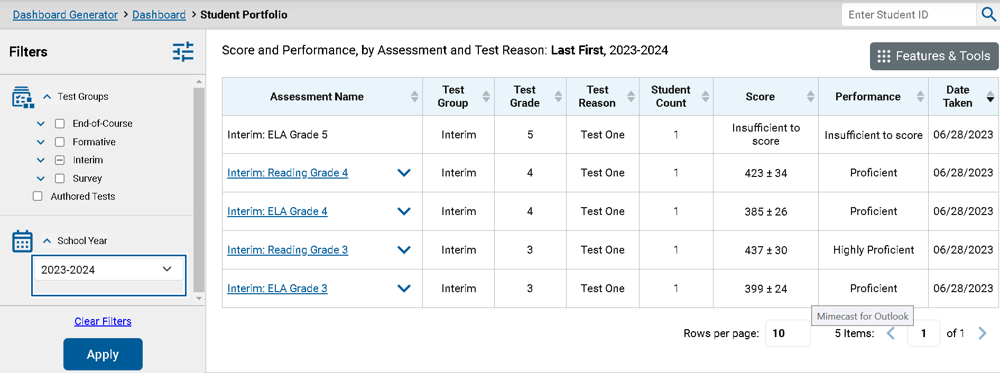 Dashboard Generator > Dashboard > Student Portfolio
Enter Student ID
Filters
Test Groups
End-of-Course
Formative
Interim
Survey
Authored Tests
School Year
2023-2024
Clear Filters
Apply
Score and Performance, by Assessment and Test Reason: Last First, 2023-2024
Features & Tools
Assessment Name Test Group Test Grade Test Reason Student Count Score Performance Date Taken
Interim: ELA Grade 5 Interim 5 Test One 1 Insufficient to score Insufficient to score 06/28/2023
Interim: Reading Grade 4 Interim 4 Test One 1 423 ± 34 Proficient 06/28/2023
Interim: ELA Grade 4 Interim 4 Test One 1 385 ± 26 Proficient 06/28/2023
Interim: Reading Grade 3 Interim 3 Test One 1 437 ± 30 Highly Proficient 06/28/2023
Interim: ELA Grade 3 Interim 3 Test One 1 399 ± 24 Proficient 06/28/2023
Mimecast for Outlook
Rows per page: 10 5 Items: 1 of 1